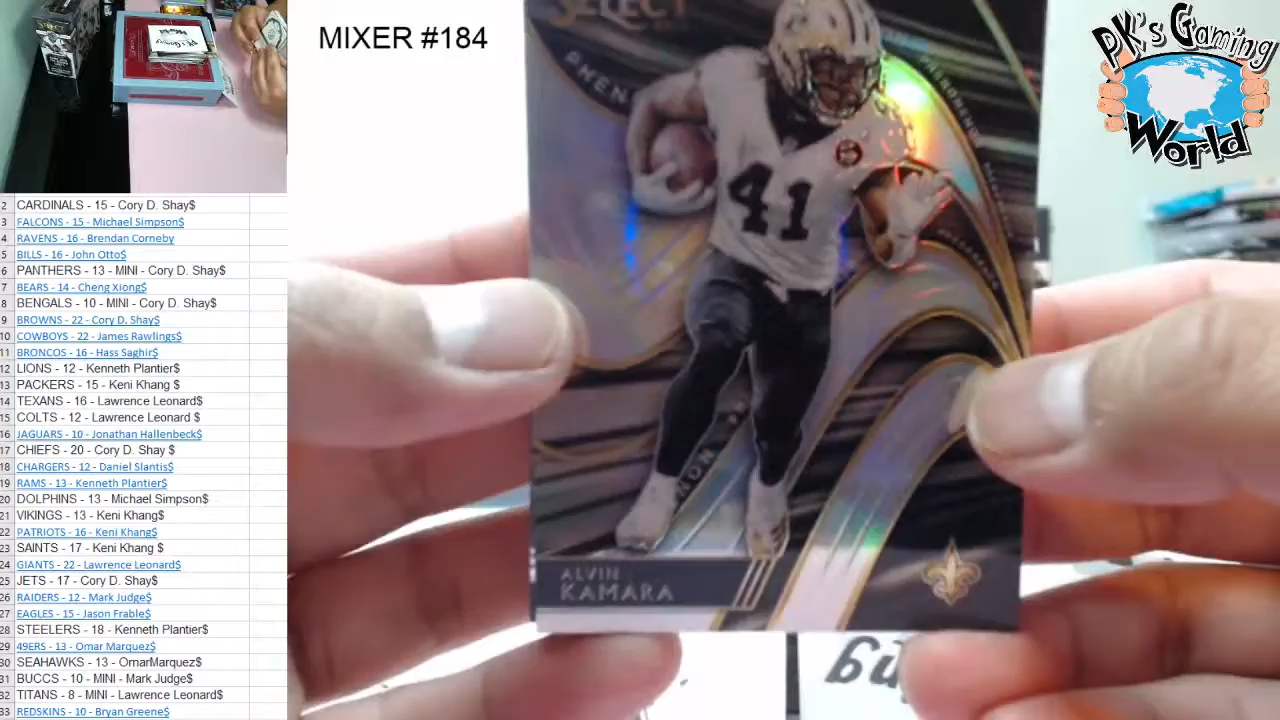 MIXER #184
PK's Gaming
World
SELECT
PHEN
41
NON
ALVIN
KAMARA
2 CARDINALS - 15 - Cory D. Shay$
3 FALCONS - 15 - Michael Simpson$
4 RAVENS - 16 - Brendan Corneby
5 BILLS - 16 - John Otto$
6 PANTHERS - 13 - MINI - Cory D. Shay$
7 BEARS - 14 - Cheng Xiong$
8 BENGALS - 10 - MINI - Cory D. Shay$
9 BROWNS - 22 - Cory D. Shay$
10 COWBOYS - 22 - James Rawlings$
11 BRONCOS - 16 - Hass Saghir$
12 LIONS - 12 - Kenneth Plantier$
13 PACKERS - 15 - Keni Khang $
14 TEXANS - 16 - Lawrence Leonard$
15 COLTS - 12 - Lawrence Leonard $
16 JAGUARS - 10 - Jonathan Hallenbeck$
17 CHIEFS - 20 - Cory D. Shay $
18 CHARGERS - 12 - Daniel Slantis$
19 RAMS - 13 - Kenneth Plantier$
20 DOLPHINS - 13 - Michael Simpson$
21 VIKINGS - 13 - Keni Khang$
22 PATRIOTS - 16 - Keni Khang$
23 SAINTS - 17 - Keni Khang $
24 GIANTS - 22 - Lawrence Leonard$
25 JETS - 17 - Cory D. Shay$
26 RAIDERS - 12 - Mark Judge$
27 EAGLES - 15 - Jason Frable$
28 STEELERS - 18 - Kenneth Plantier$
29 49ERS - 13 - Omar Marquez$
30 SEAHAWKS - 13 - OmarMarquez$
31 BUCCS - 10 - MINI - Mark Judge$
32 TITANS - 8 - MINI - Lawrence Leonard$
33 REDSKINS - 10 - Bryan Greene$